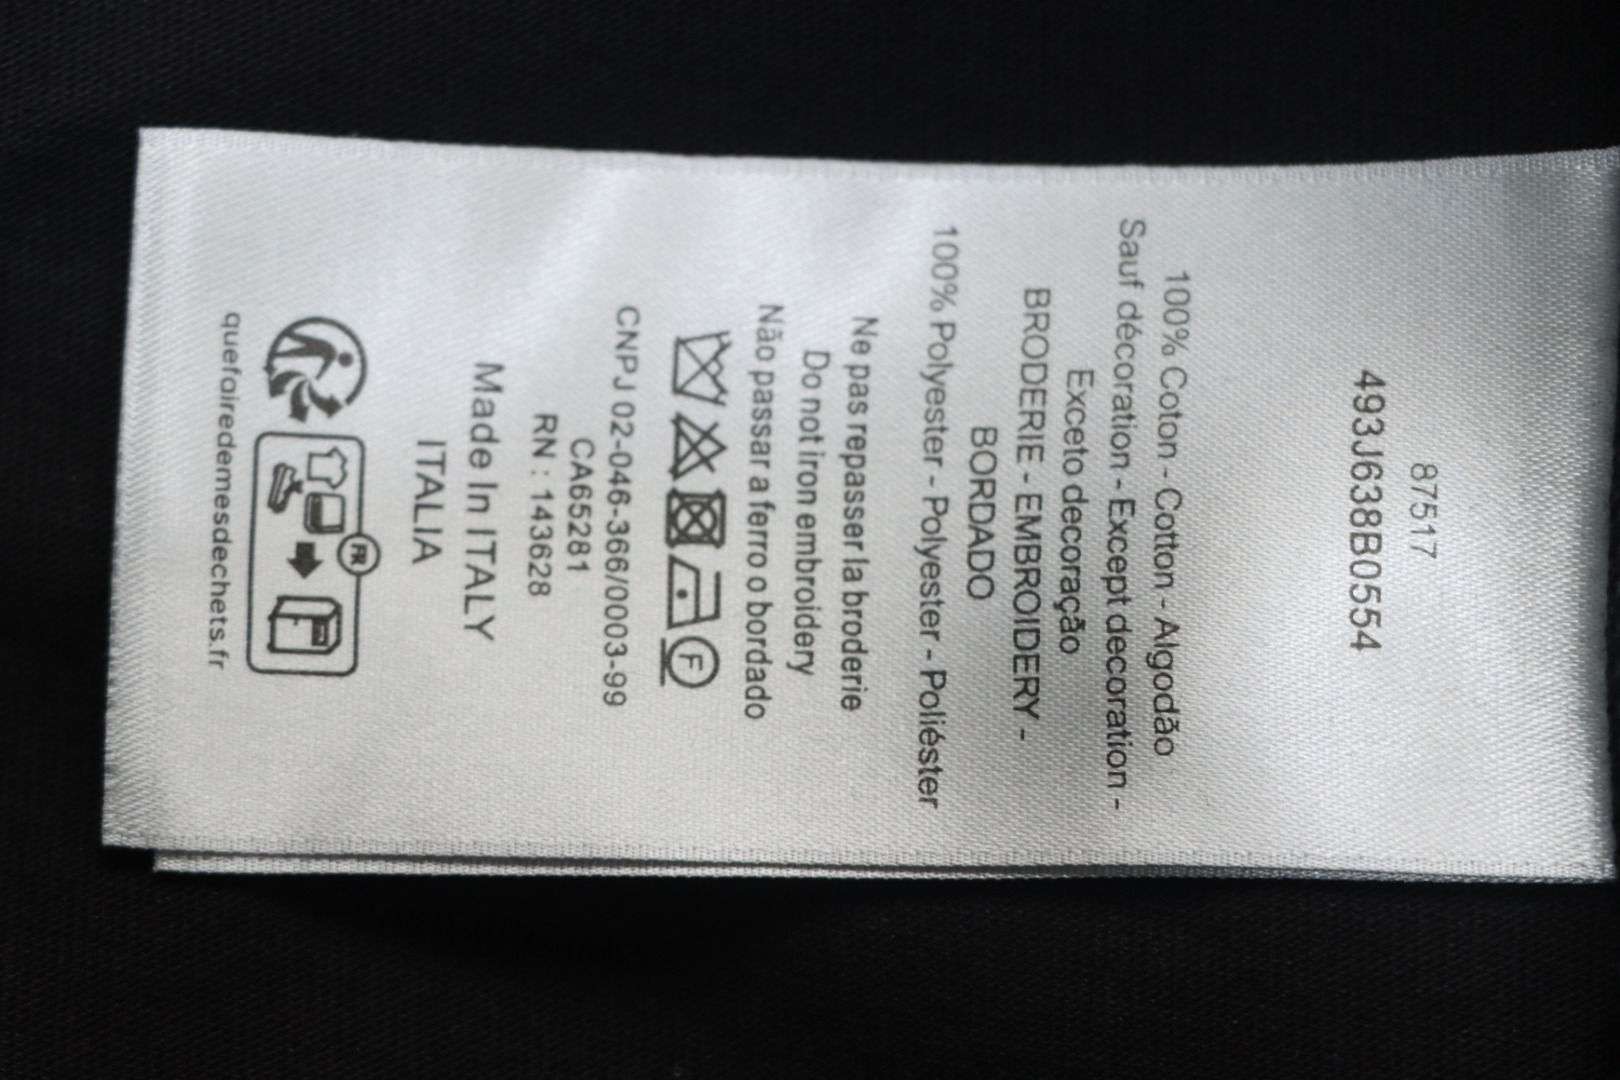 87517
493J638B0554
100% Coton - Cotton - Algodão
Sauf décoration - Except decoration -
Exceto decoração
BRODERIE - EMBROIDERY -
BORDADO
100% Polyester - Polyester - Poliéster
Ne pas repasser la broderie
Do not iron embroidery
Não passar a ferro o bordado
F
CNPJ 02-046-366/0003-99
CA65281
RN : 143628
Made In ITALY
ITALIA
FR
quefairedemesdechets.fr